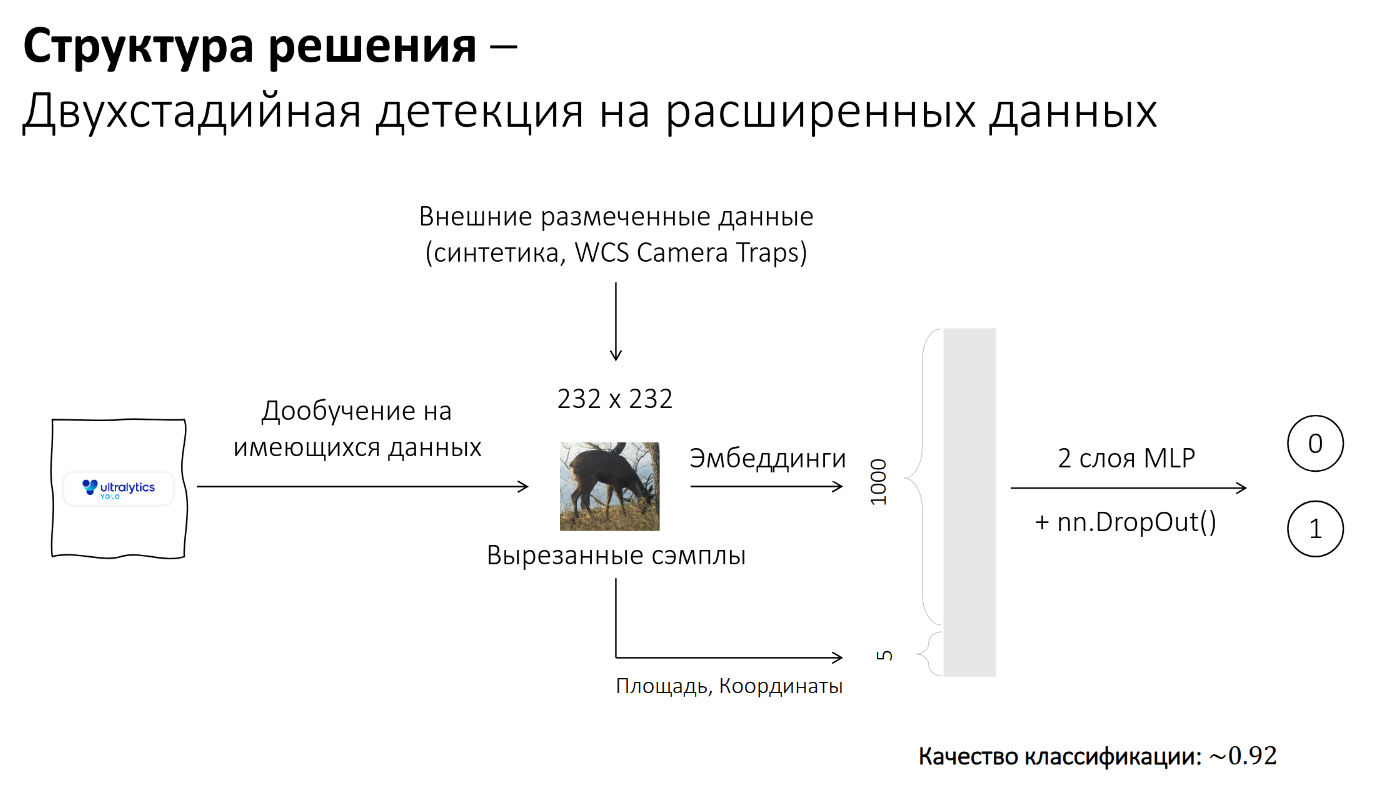 Структура решения –
Двухстадийная детекция на расширенных данных
Внешние размеченные данные
(синтетика, WCS Camera Traps)
232 x 232
Дообучение на
имеющихся данных
ultralytics
YOLO
Эмбеддинги
1000
2 слоя MLP
+ nn.DropOut()
0
1
Вырезанные сэмплы
5
Площадь, Координаты
Качество классификации: ~0.92